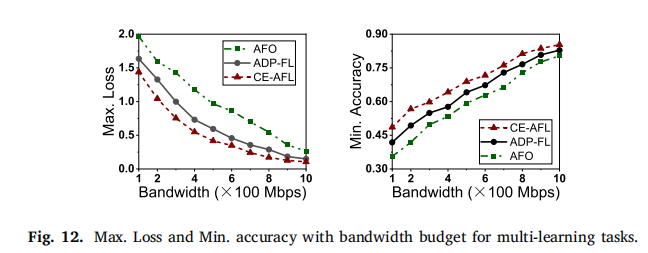 2.0
1.5
1.0
0.5
0.0
Max. Loss
AFO
ADP-FL
CE-AFL
1 2 4 6 8 10
Bandwidth (×100 Mbps)
0.90
0.75
0.60
0.45
0.30
Min. Accuracy
CE-AFL
ADP-FL
AFO
1 2 4 6 8 10
Bandwidth (×100 Mbps)
Fig. 12. Max. Loss and Min. accuracy with bandwidth budget for multi-learning tasks.